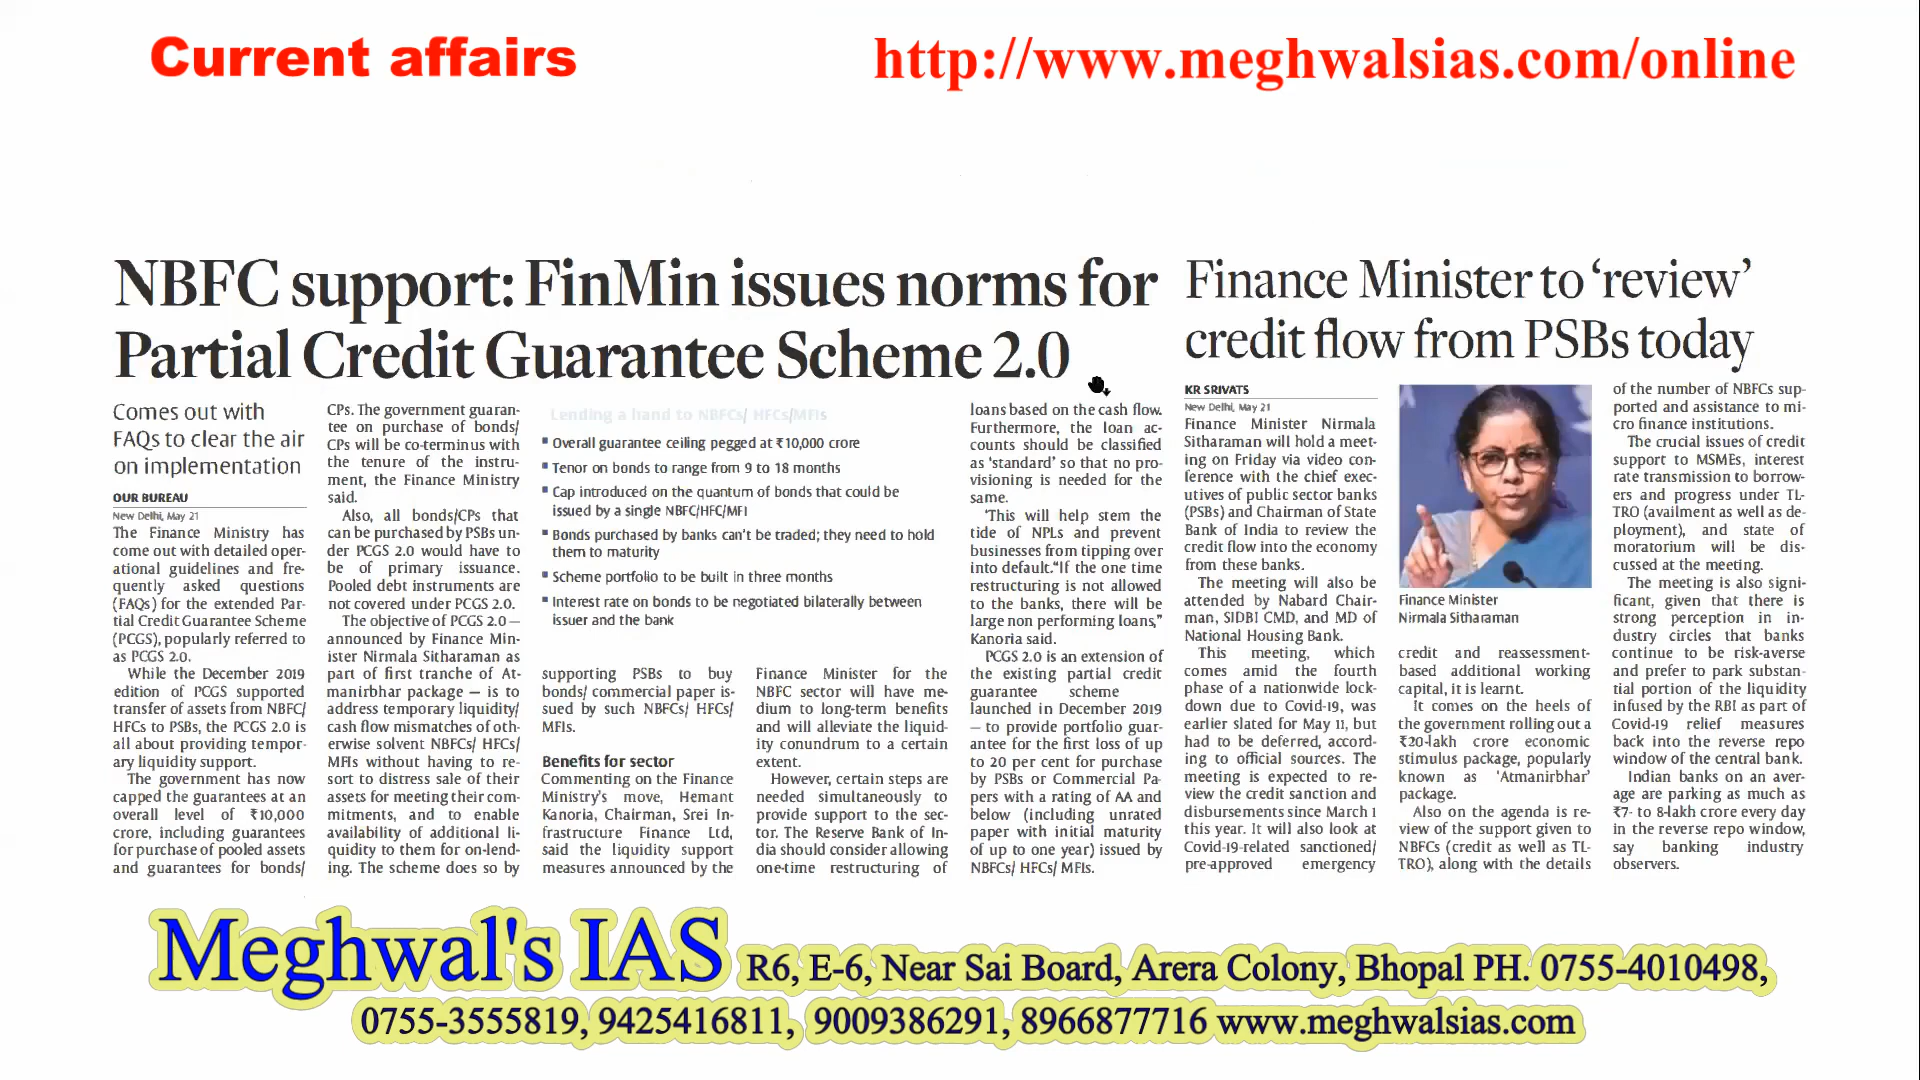 Current affairs
http://www.meghwalsias.com/online
NBFC support: FinMin issues norms for
Partial Credit Guarantee Scheme 2.0
Comes out with
FAQs to clear the air
on implementation
OUR BUREAU
New Delhi, May 21
The Finance Ministry has
come out with detailed oper-
ational guidelines and fre-
quently asked questions
(FAQs) for the extended Par-
tial Credit Guarantee Scheme
(PCGS), popularly referred to
as PCGS 2.0.
While the December 2019
edition of PCGS supported
transfer of assets from NBFC/
HFCs to PSBs, the PCGS 2.0 is
all about providing tempor-
ary liquidity support.
The government has now
capped the guarantees at an
overall level of ₹10,000
crore, including guarantees
for purchase of pooled assets
and guarantees for bonds/
CPs. The government guaran-
tee on purchase of bonds/
CPs will be co-terminus with
the tenure of the instru-
ment, the Finance Ministry
said.
Also, all bonds/CPs that
can be purchased by PSBs un-
der PCGS 2.0 would have to
be of primary issuance.
Pooled debt instruments are
not covered under PCGS 2.0.
The objective of PCGS 2.0 —
announced by Finance Min-
ister Nirmala Sitharaman as
part of first tranche of At-
manirbhar package — is to
address temporary liquidity/
cash flow mismatches of oth-
erwise solvent NBFCs/ HFCs/
MFIs without having to re-
sort to distress sale of their
assets for meeting their com-
mitments, and to enable
availability of additional li-
quidity to them for on-lend-
ing. The scheme does so by
Lending a hand to NBFCs/ HFCs/MFIs
▪ Overall guarantee ceiling pegged at ₹10,000 crore
▪ Tenor on bonds to range from 9 to 18 months
▪ Cap introduced on the quantum of bonds that could be
issued by a single NBFC/HFC/MFI
▪ Bonds purchased by banks can't be traded; they need to hold
them to maturity
▪ Scheme portfolio to be built in three months
▪ Interest rate on bonds to be negotiated bilaterally between
issuer and the bank
supporting PSBs to buy
bonds/ commercial paper is-
sued by such NBFCs/ HFCs/
MFIs.
Benefits for sector
Commenting on the Finance
Ministry's move, Hemant
Kanoria, Chairman, Srei In-
frastructure Finance Ltd,
said the liquidity support
measures announced by the
Finance Minister for the
NBFC sector will have me-
dium to long-term benefits
and will alleviate the liquid-
ity conundrum to a certain
extent.
However, certain steps are
needed simultaneously to
provide support to the sec-
tor. The Reserve Bank of In-
dia should consider allowing
one-time restructuring of
loans based on the cash flow.
Furthermore, the loan ac-
counts should be classified
as 'standard' so that no pro-
visioning is needed for the
same.
"This will help stem the
tide of NPLs and prevent
businesses from tipping over
into default."If the one time
restructuring is not allowed
to the banks, there will be
large non performing loans,"
Kanoria said.
PCGS 2.0 is an extension of
the existing partial credit
guarantee scheme
launched in December 2019
— to provide portfolio guar-
antee for the first loss of up
to 20 per cent for purchase
by PSBs or Commercial Pa-
pers with a rating of AA and
below (including unrated
paper with initial maturity
of up to one year) issued by
NBFCs/ HFCs/ MFIs.
Finance Minister to 'review'
credit flow from PSBs today
KR SRIVATS
New Delhi, May 21
Finance Minister Nirmala
Sitharaman will hold a meet-
ing on Friday via video con-
ference with the chief exec-
utives of public sector banks
(PSBs) and Chairman of State
Bank of India to review the
credit flow into the economy
from these banks.
The meeting will also be
attended by Nabard Chair-
man, SIDBI CMD, and MD of
National Housing Bank.
This meeting, which
comes amid the fourth
phase of a nationwide lock-
down due to Covid-19, was
earlier slated for May 11, but
had to be deferred, accord-
ing to official sources. The
meeting is expected to re-
view the credit sanction and
disbursements since March 1
this year. It will also look at
Covid-19-related sanctioned/
pre-approved emergency
Finance Minister
Nirmala Sitharaman
credit and reassessment-
based additional working
capital, it is learnt.
It comes on the heels of
the government rolling out a
₹20-lakh crore economic
stimulus package, popularly
known as 'Atmanirbhar'
package.
Also on the agenda is re-
view of the support given to
NBFCs (credit as well as TL-
TRO), along with the details
of the number of NBFCs sup-
ported and assistance to mi-
cro finance institutions.
The crucial issues of credit
support to MSMEs, interest
rate transmission to borrow-
ers and progress under TL-
TRO (availment as well as de-
ployment), and state of
moratorium will be dis-
cussed at the meeting.
The meeting is also signi-
ficant, given that there is
strong perception in in-
dustry circles that banks
continue to be risk-averse
and prefer to park substan-
tial portion of the liquidity
infused by the RBI as part of
Covid-19 relief measures
back into the reverse repo
window of the central bank.
Indian banks on an aver-
age are parking as much as
₹7- to 8-lakh crore every day
in the reverse repo window,
say banking industry
observers.
Meghwal's IAS R6, E-6, Near Sai Board, Arera Colony, Bhopal PH. 0755-4010498,
0755-3555819, 9425416811, 9009386291, 8966877716 www.meghwalsias.com